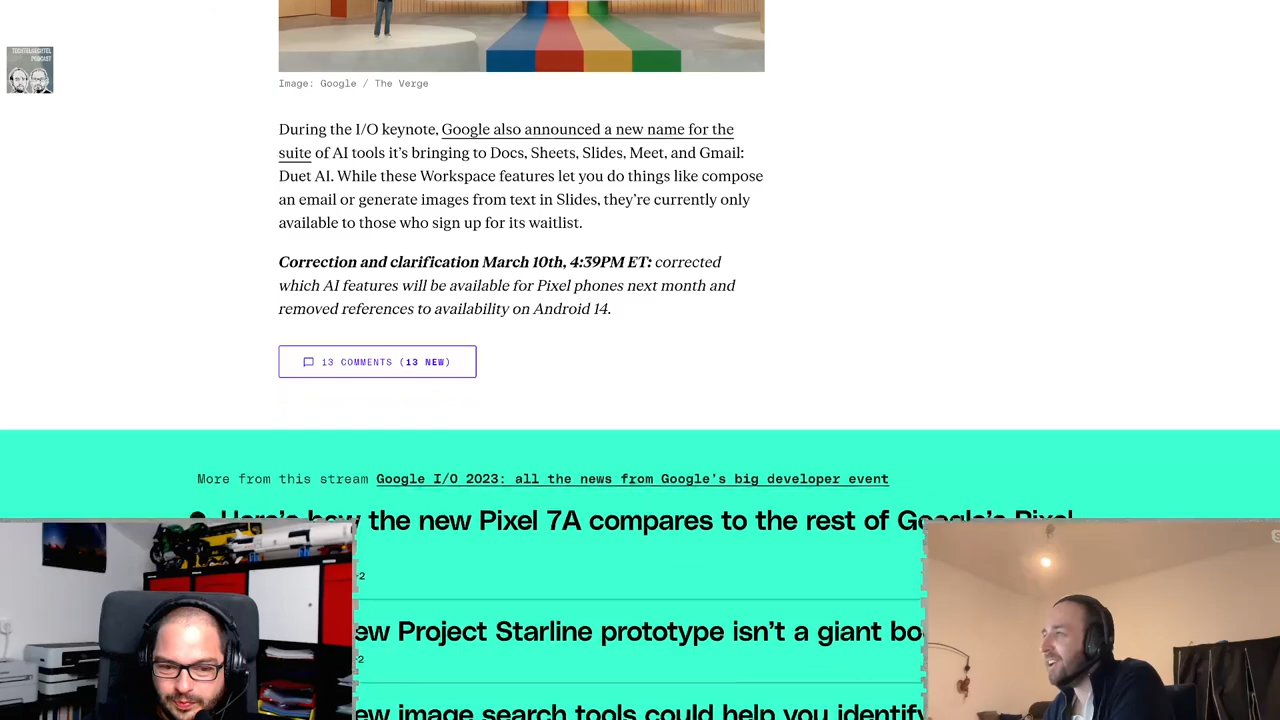 TECHTELMECHTEL
PODCAST
Image: Google / The Verge
During the I/O keynote, Google also announced a new name for the
suite of AI tools it's bringing to Docs, Sheets, Slides, Meet, and Gmail:
Duet AI. While these Workspace features let you do things like compose
an email or generate images from text in Slides, they're currently only
available to those who sign up for its waitlist.
Correction and clarification March 10th, 4:39PM ET: corrected
which AI features will be available for Pixel phones next month and
removed references to availability on Android 14.
13 COMMENTS (13 NEW)
More from this stream Google I/O 2023: all the news from Google's big developer event
Here's how the new Pixel 7A compares to the rest of Google's Pixel
ew Project Starline prototype isn't a giant
ew image search tools could help you identify